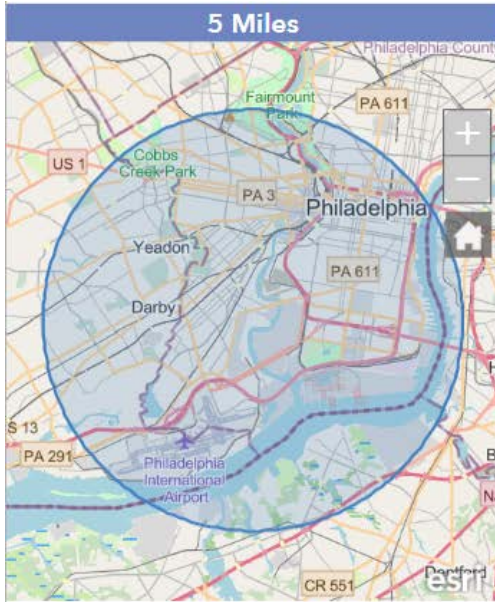 5 Miles
Philadelphia County
Fairmount
Park
PA 611
US 1
Cobbs
Creek Park
PA 3
Philadelphia
Yeadon
PA 611
Darby
S 13
PA 291
Philadelphia
International
Airport
CR 551
Deptford
esri